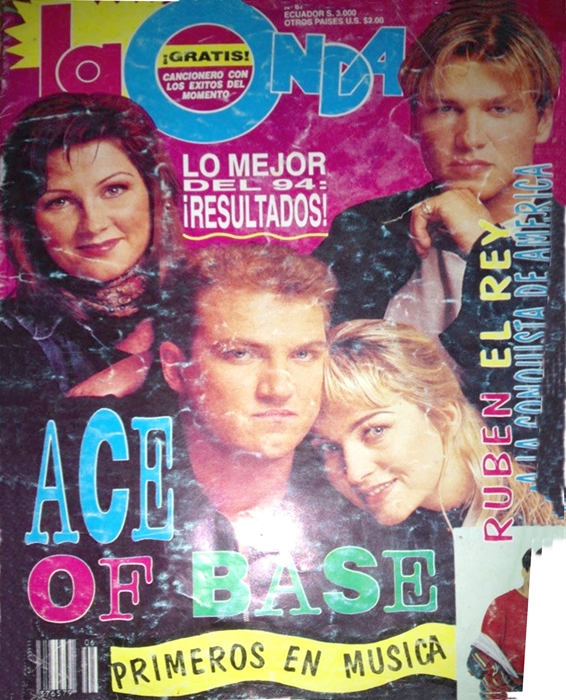 la ONDA
¡GRATIS!
CANCIONERO CON
LOS EXITOS DEL
MOMENTO
ECUADOR S. 3.000
OTROS PAISES U.S. $2.00
LO MEJOR
DEL 94:
¡RESULTADOS!
RUBEN EL REY
A LA CONQUISTA DE AMERICA
ACE
OF BASE
PRIMEROS EN MUSICA
06